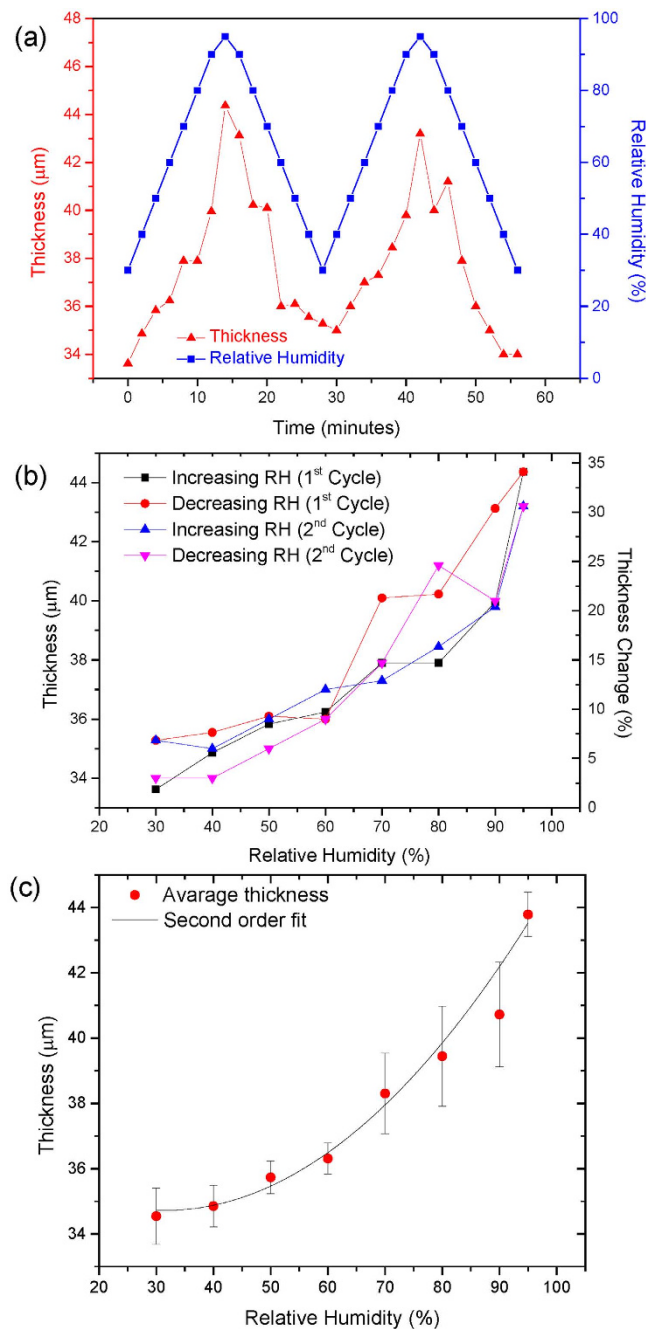 (a)
48
46
44
42
40
38
36
34
Thickness (μm)
100
80
60
40
20
0
Relative Humidity (%)
Thickness
Relative Humidity
0 10 20 30 40 50 60
Time (minutes)
(b)
Increasing RH (1st Cycle)
Decreasing RH (1st Cycle)
Increasing RH (2nd Cycle)
Decreasing RH (2nd Cycle)
44
42
40
38
36
34
Thickness (μm)
35
30
25
20
15
10
5
0
Thickness Change (%)
20 30 40 50 60 70 80 90 100
Relative Humidity (%)
(c)
Avarage thickness
Second order fit
44
42
40
38
36
34
Thickness (μm)
20 30 40 50 60 70 80 90 100
Relative Humidity (%)